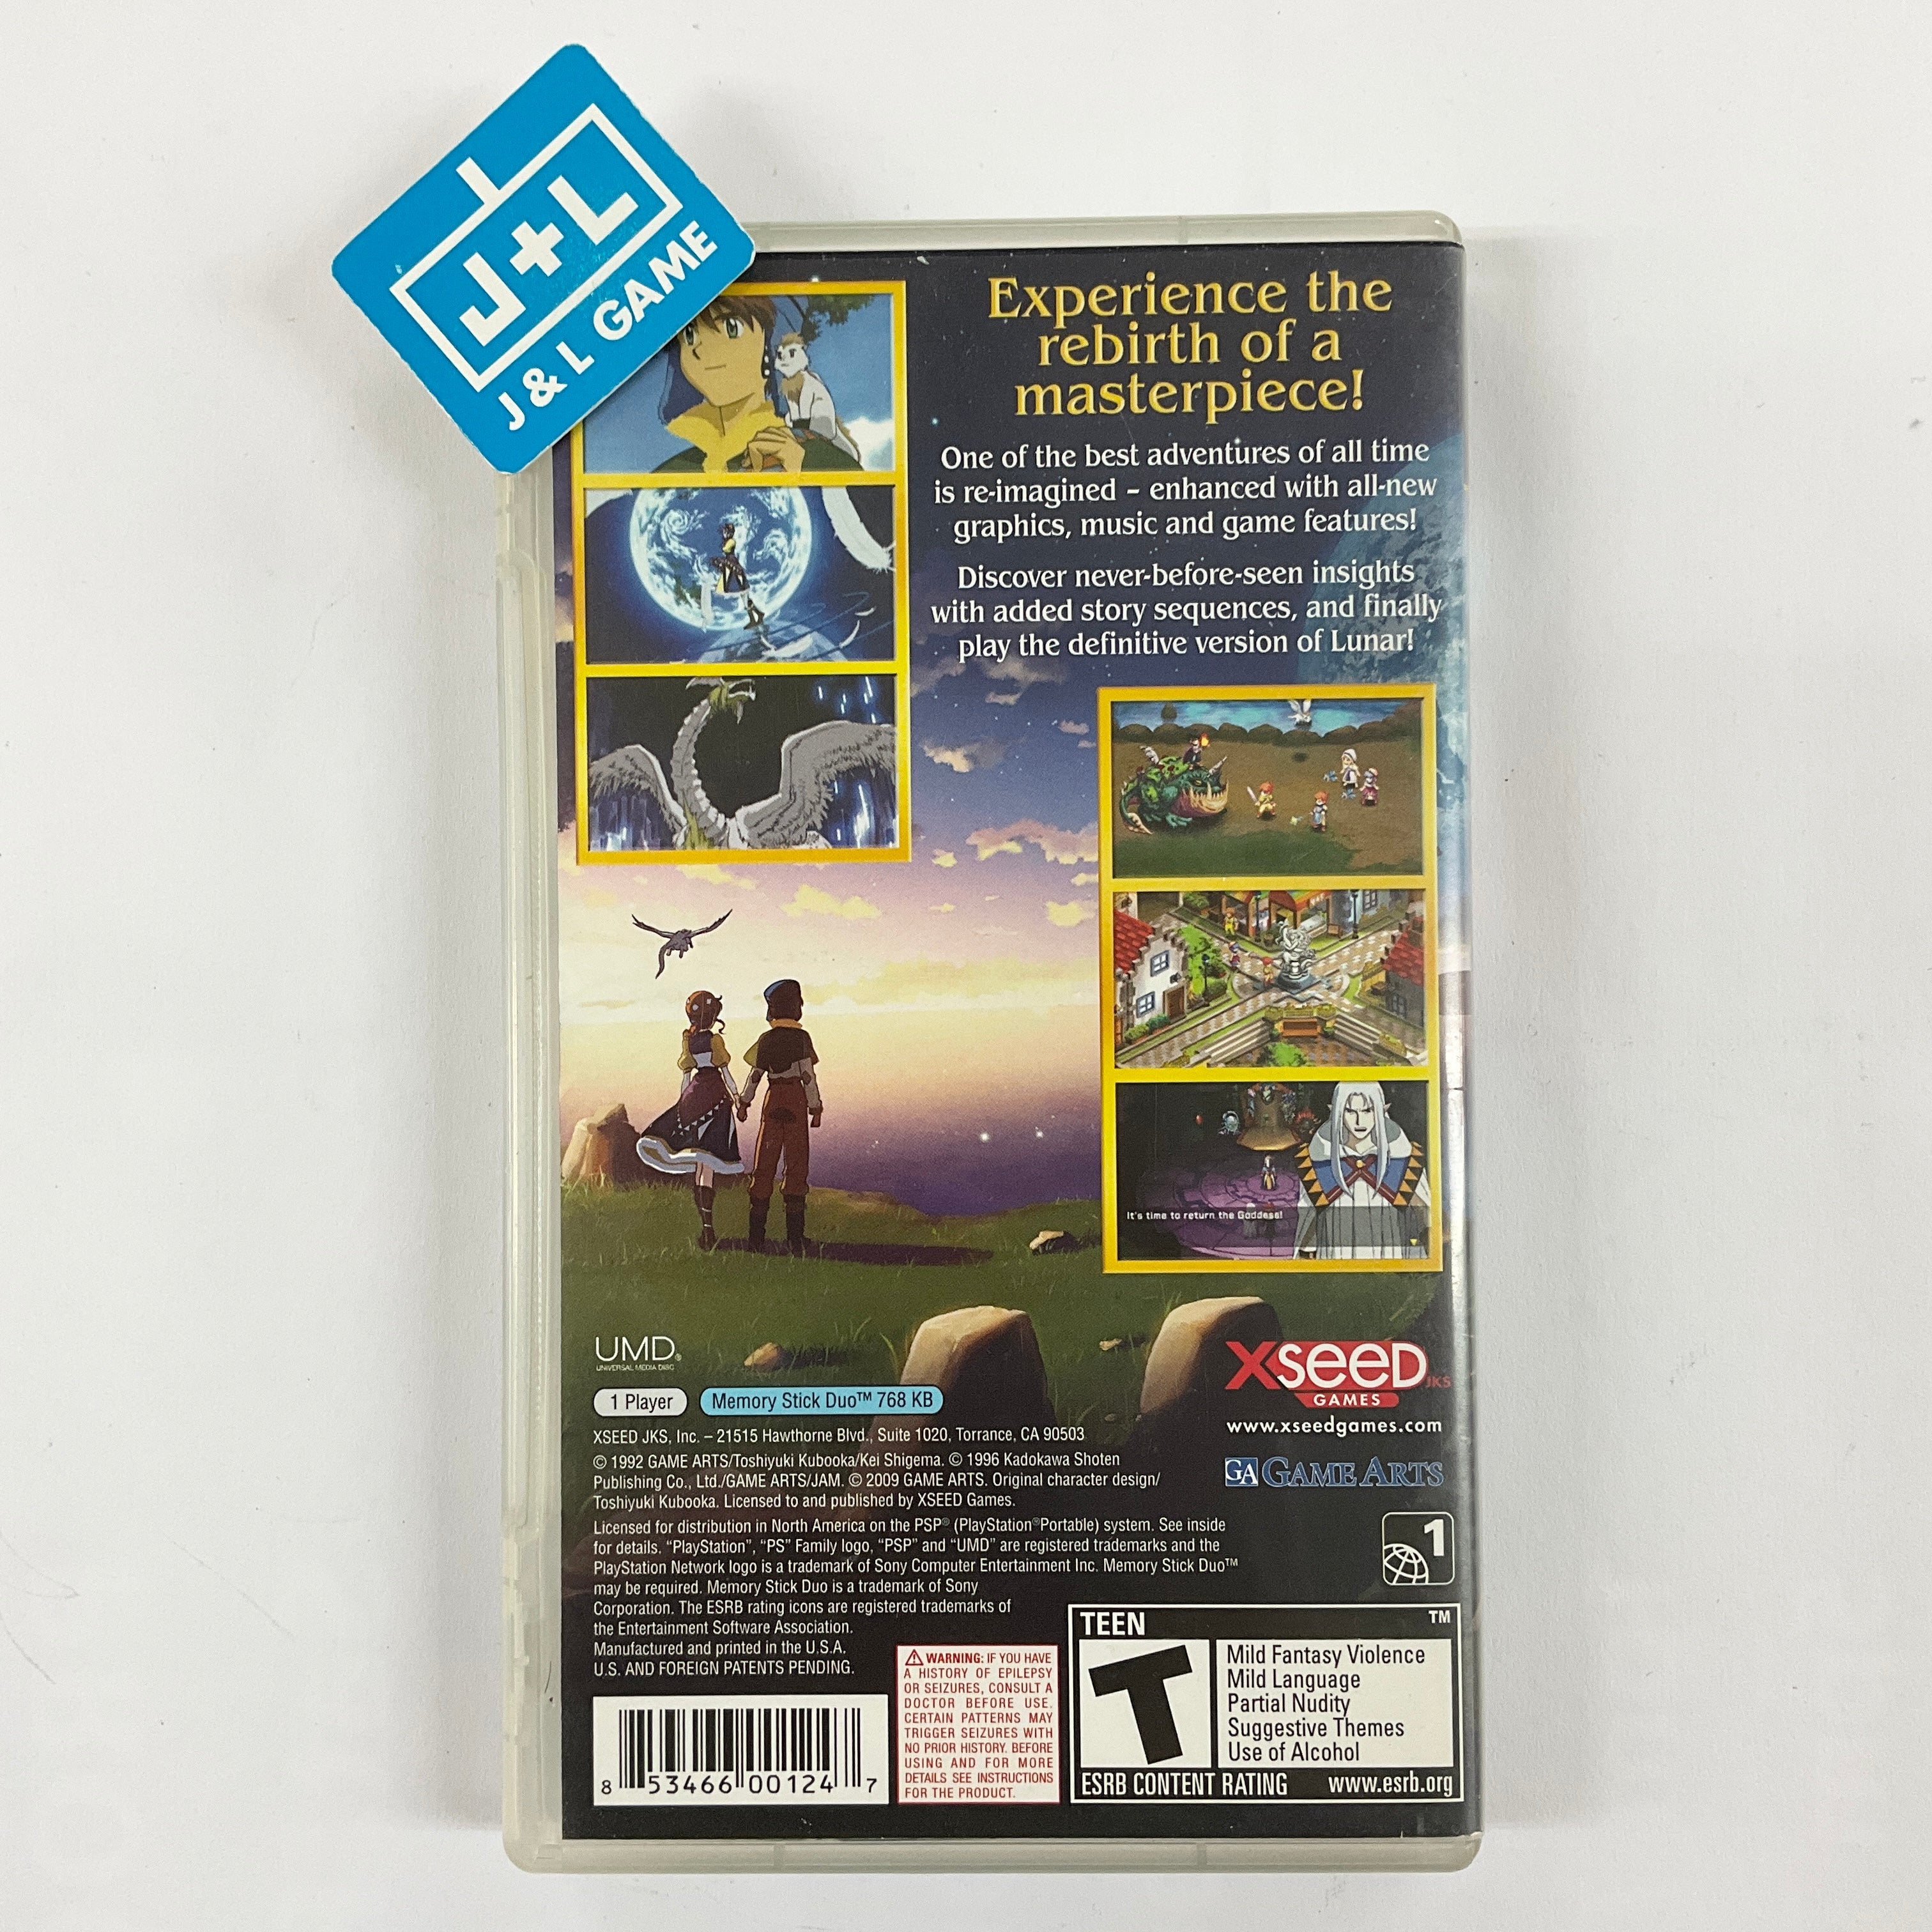 J+L
J & L GAME
Experience the
rebirth of a
masterpiece!
One of the best adventures of all time
is re-imagined – enhanced with all-new
graphics, music and game features!
Discover never-before-seen insights
with added story sequences, and finally
play the definitive version of Lunar!
It's time to return the Goddess!
UMD®
UNIVERSAL MEDIA DISC
1 Player
Memory Stick Duo™ 768 KB
XSEED JKS
GAMES
www.xseedgames.com
GA GAME ARTS
XSEED JKS, Inc. – 21515 Hawthorne Blvd., Suite 1020, Torrance, CA 90503
© 1992 GAME ARTS/Toshiyuki Kubooka/Kei Shigema. © 1996 Kadokawa Shoten
Publishing Co., Ltd./GAME ARTS/JAM. © 2009 GAME ARTS. Original character design/
Toshiyuki Kubooka. Licensed to and published by XSEED Games.
Licensed for distribution in North America on the PSP® (PlayStation®Portable) system. See inside
for details. “PlayStation”, “PS” Family logo, “PSP” and “UMD” are registered trademarks and the
PlayStation Network logo is a trademark of Sony Computer Entertainment Inc. Memory Stick Duo™
may be required. Memory Stick Duo is a trademark of Sony
Corporation. The ESRB rating icons are registered trademarks of
the Entertainment Software Association.
Manufactured and printed in the U.S.A.
U.S. AND FOREIGN PATENTS PENDING.
1
8 53466 00124 7
WARNING: IF YOU HAVE
A HISTORY OF EPILEPSY
OR SEIZURES, CONSULT A
DOCTOR BEFORE USE.
CERTAIN PATTERNS MAY
TRIGGER SEIZURES WITH
NO PRIOR HISTORY. BEFORE
USING AND FOR MORE
DETAILS SEE INSTRUCTIONS
FOR THE PRODUCT.
TEEN ™
T
Mild Fantasy Violence
Mild Language
Partial Nudity
Suggestive Themes
Use of Alcohol
ESRB CONTENT RATING www.esrb.org